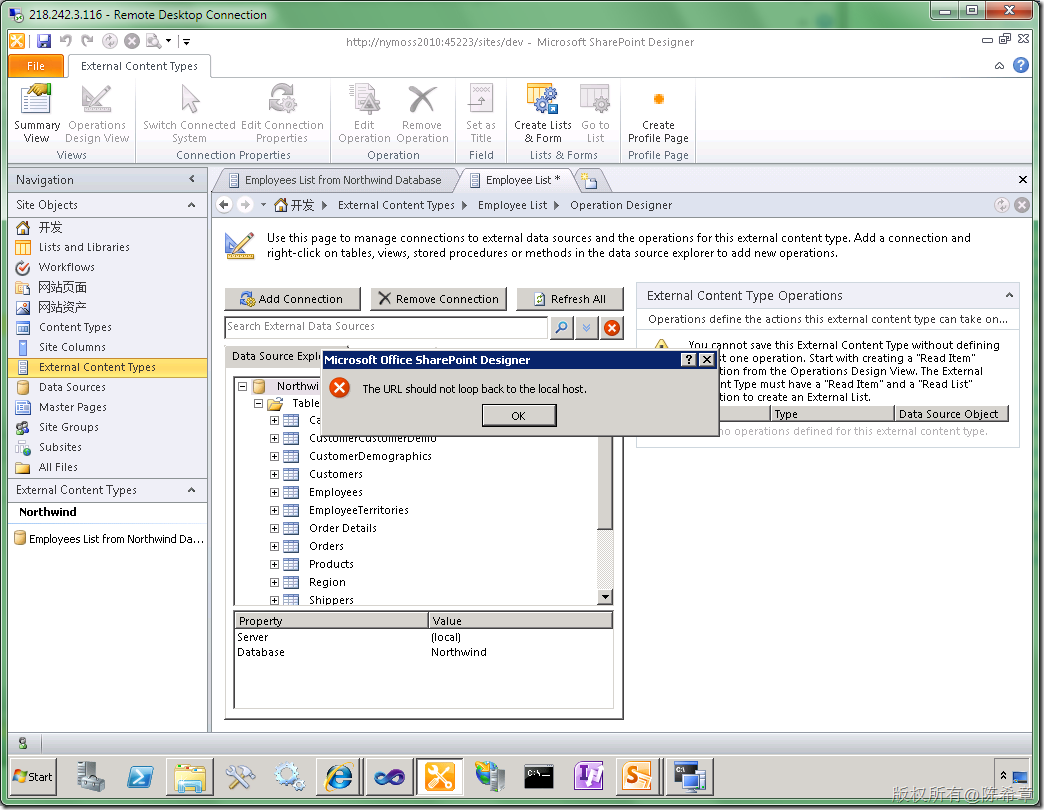 218.242.3.116 - Remote Desktop Connection
http://nymoss2010:45223/sites/dev - Microsoft SharePoint Designer
File
External Content Types
Summary View
Operations Design View
Switch Connected System
Edit Connection Properties
Edit Operation
Remove Operation
Set as Title
Create Lists & Form
Go to List
Create Profile Page
Views
Connection Properties
Operation
Field
Lists & Forms
Profile Page
Navigation
Employees List from Northwind Database
Employee List *
Site Objects
开发
Lists and Libraries
Workflows
网站页面
网站资产
Content Types
Site Columns
External Content Types
Data Sources
Master Pages
Site Groups
Subsites
All Files
External Content Types
Northwind
Employees List from Northwind Da...
开发 External Content Types Employee List Operation Designer
Use this page to manage connections to external data sources and the operations for this external content type. Add a connection and
right-click on tables, views, stored procedures or methods in the data source explorer to add new operations.
Add Connection
Remove Connection
Refresh All
Search External Data Sources
Data Source Expl
Northwi
Table
Ca
CustomerCustomerDemo
CustomerDemographics
Customers
Employees
EmployeeTerritories
Order Details
Orders
Products
Region
Shippers
Property Value
Server (local)
Database Northwind
External Content Type Operations
Operations define the actions this external content type can take on...
You cannot save this External Content Type without defining
st one operation. Start with creating a "Read Item"
tion from the Operations Design View. The External
nt Type must have a "Read Item" and a "Read List"
tion to create an External List.
Type Data Source Object
no operations defined for this external content type.
Microsoft Office SharePoint Designer
The URL should not loop back to the local host.
OK
Start
版权所有@陈希章